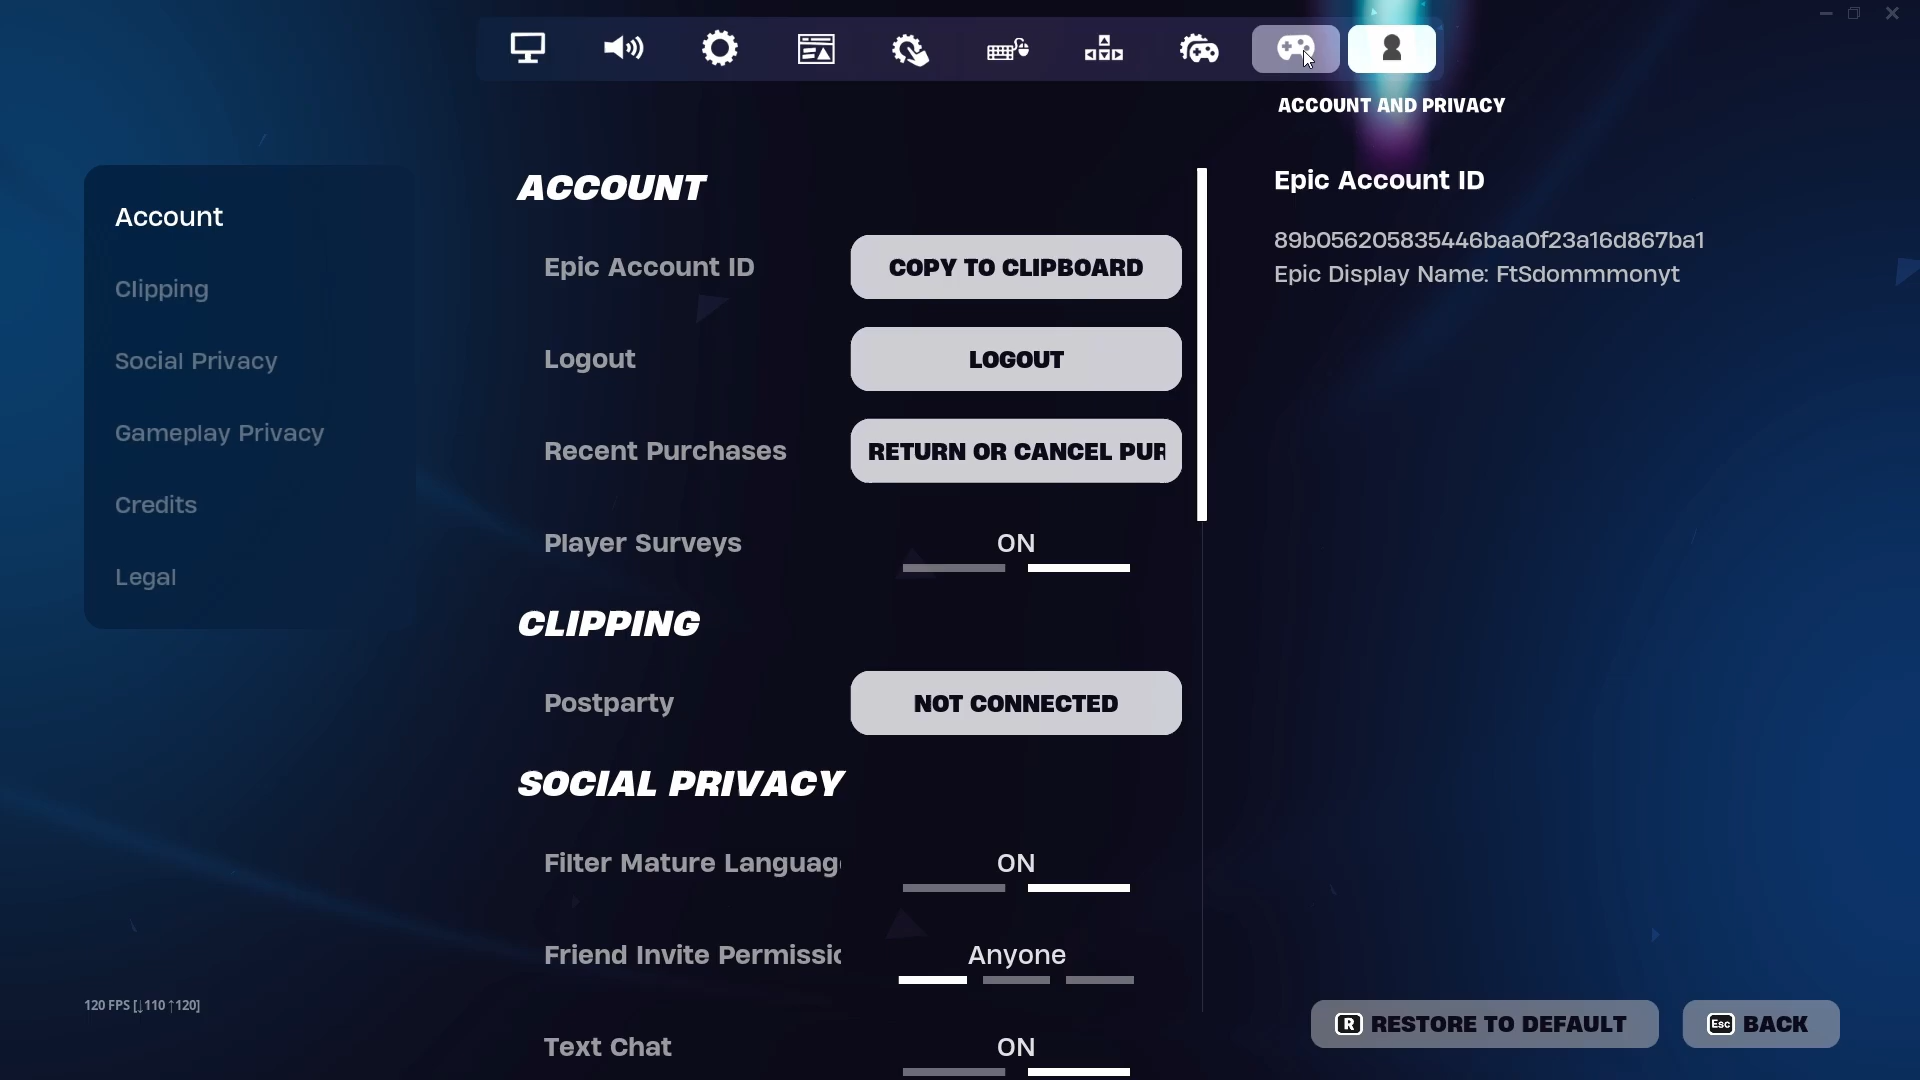 ACCOUNT AND PRIVACY
Account
Clipping
Social Privacy
Gameplay Privacy
Credits
Legal
ACCOUNT
Epic Account ID
COPY TO CLIPBOARD
Logout
LOGOUT
Recent Purchases
RETURN OR CANCEL PUR
Player Surveys
ON
CLIPPING
Postparty
NOT CONNECTED
SOCIAL PRIVACY
Filter Mature Languag
ON
Friend Invite Permissio
Anyone
Text Chat
ON
Epic Account ID
89b056205835446baa0f23a16d867ba1
Epic Display Name: FtSdommmonyt
120 FPS [↓110 ↑120]
R RESTORE TO DEFAULT
Esc BACK